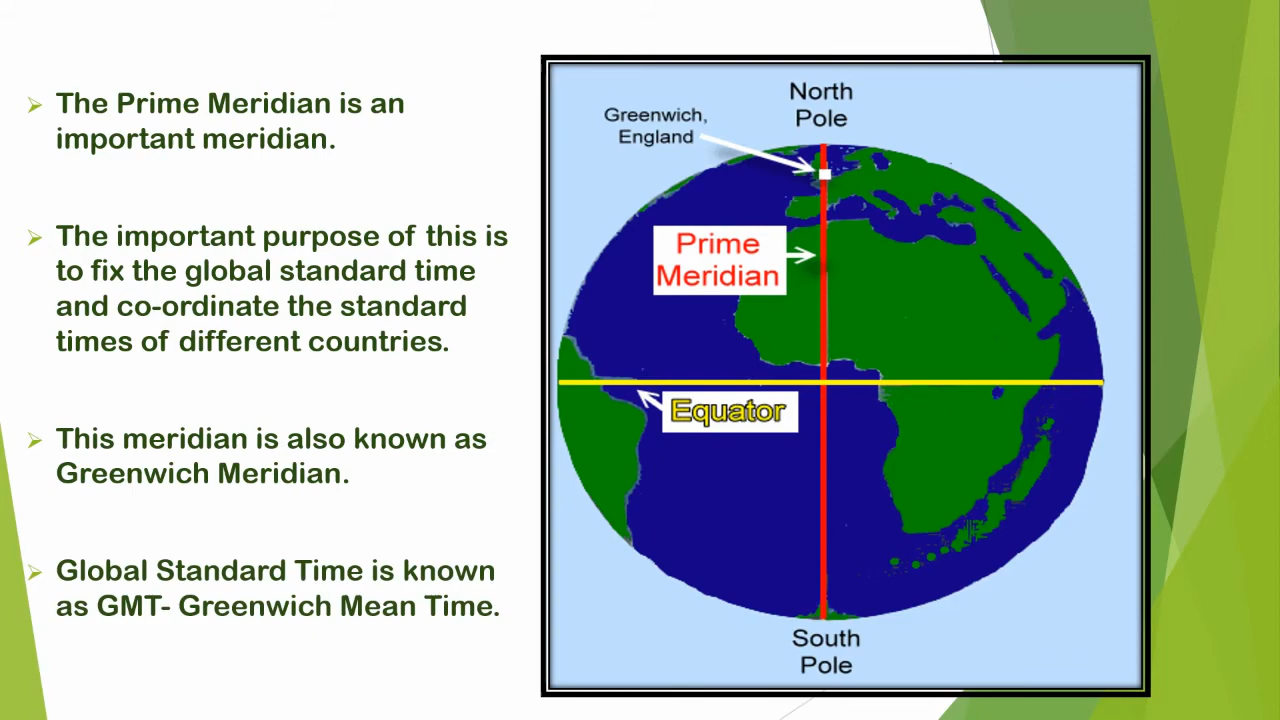 The Prime Meridian is an
important meridian.
The important purpose of this is
to fix the global standard time
and co-ordinate the standard
times of different countries.
This meridian is also known as
Greenwich Meridian.
Global Standard Time is known
as GMT- Greenwich Mean Time.
North
Pole
Greenwich,
England
Prime
Meridian
Equator
South
Pole